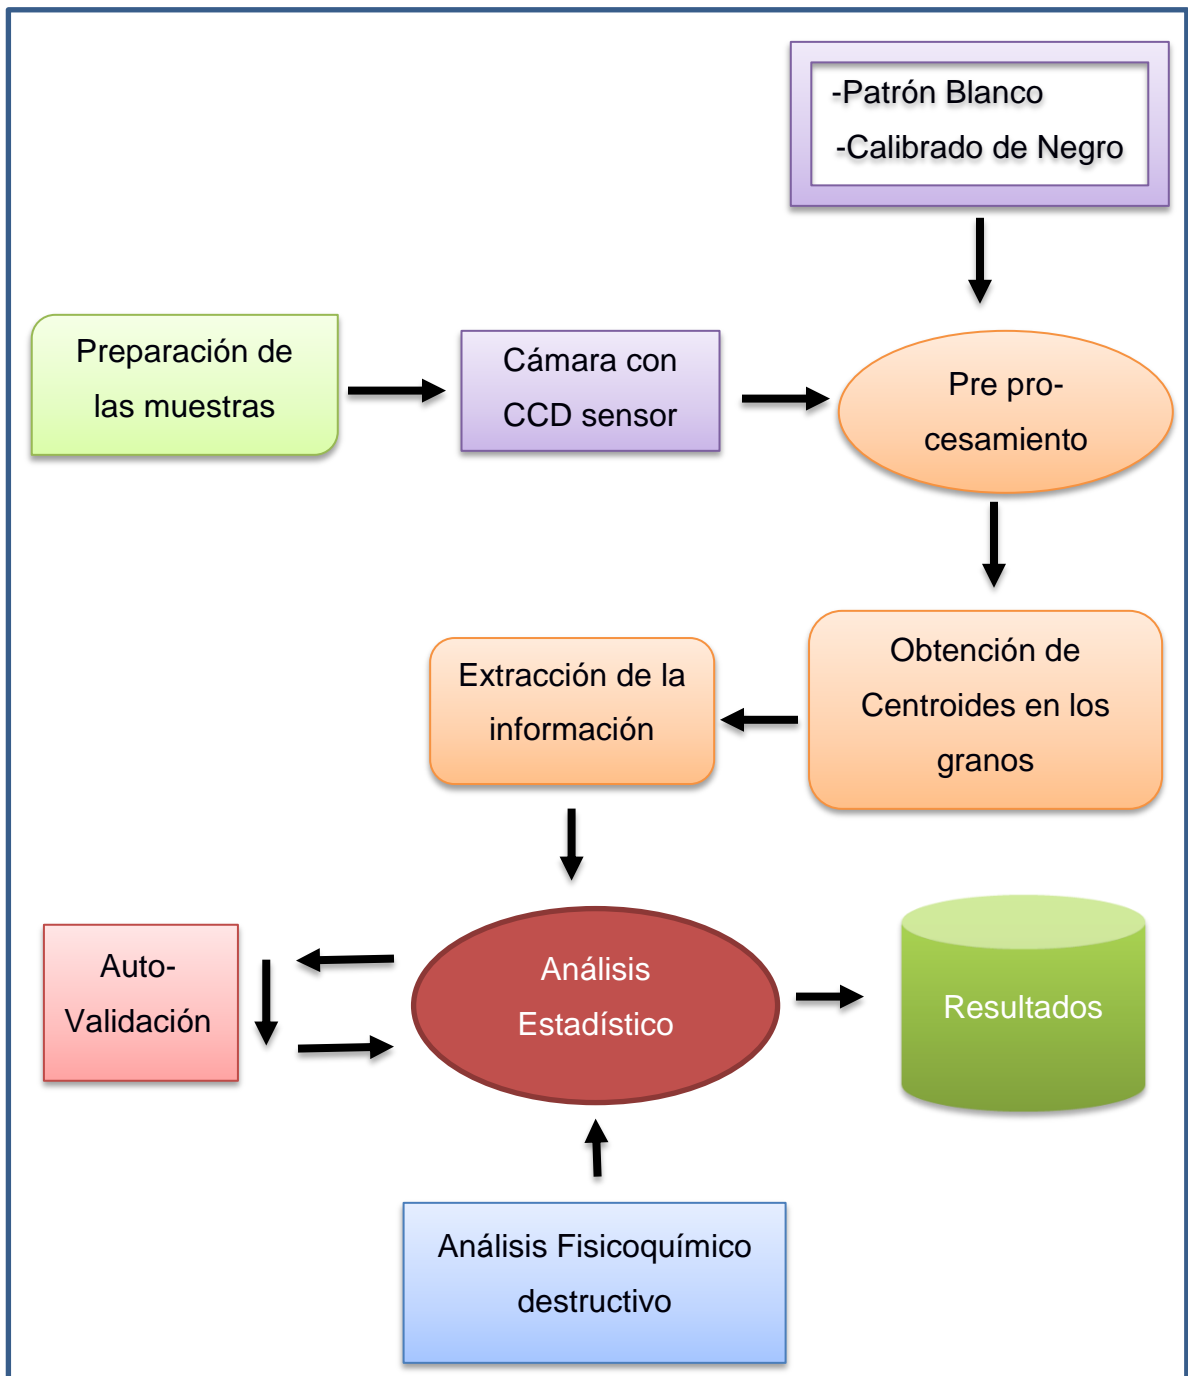 -Patrón Blanco
-Calibrado de Negro
Preparación de
las muestras
Cámara con
CCD sensor
Pre pro-
cesamiento
Obtención de
Centroides en los
granos
Extracción de la
información
Auto-
Validación
Análisis
Estadístico
Resultados
Análisis Fisicoquímico
destructivo